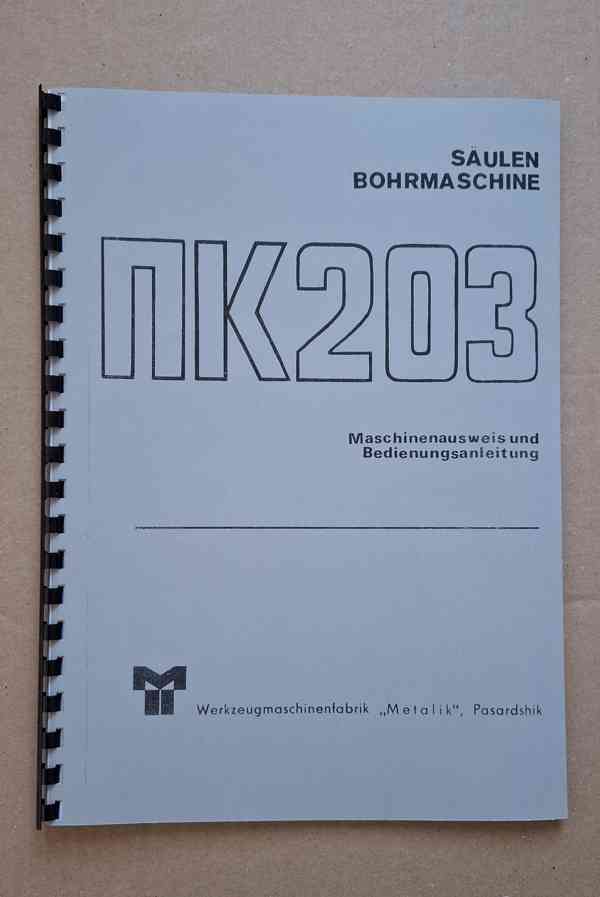 SÄULEN
BOHRMASCHINE
ПК203
Maschinenausweis und
Bedienungsanleitung
Werkzeugmaschinenfabrik „Metalik“, Pasardshik